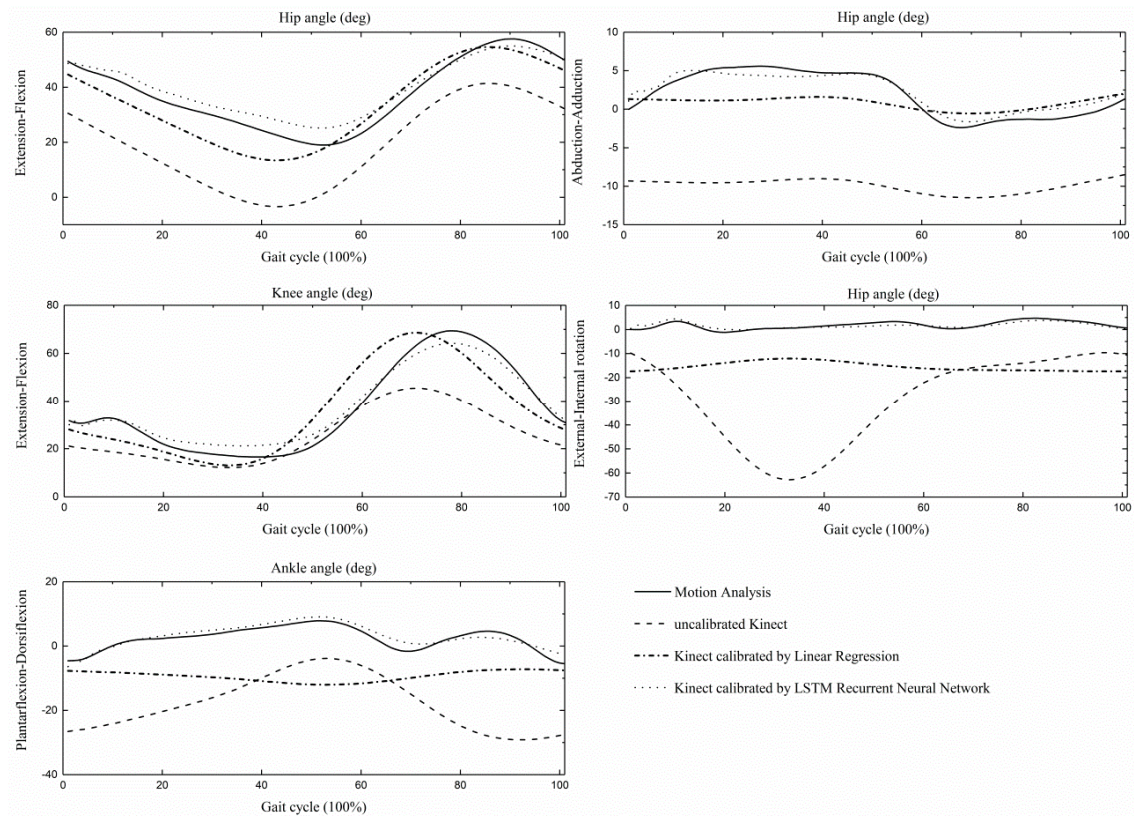 Hip angle (deg)
Extension-Flexion
60
40
20
0
0 20 40 60 80 100
Gait cycle (100%)
Hip angle (deg)
Abduction-Adduction
10
5
0
-5
-10
-15
0 20 40 60 80 100
Gait cycle (100%)
Knee angle (deg)
Extension-Flexion
80
60
40
20
0
0 20 40 60 80 100
Gait cycle (100%)
Hip angle (deg)
External-Internal rotation
10
0
-10
-20
-30
-40
-50
-60
-70
0 20 40 60 80 100
Gait cycle (100%)
Ankle angle (deg)
Plantarflexion-Dorsiflexion
20
0
-20
-40
0 20 40 60 80 100
Gait cycle (100%)
Motion Analysis
uncalibrated Kinect
Kinect calibrated by Linear Regression
Kinect calibrated by LSTM Recurrent Neural Network